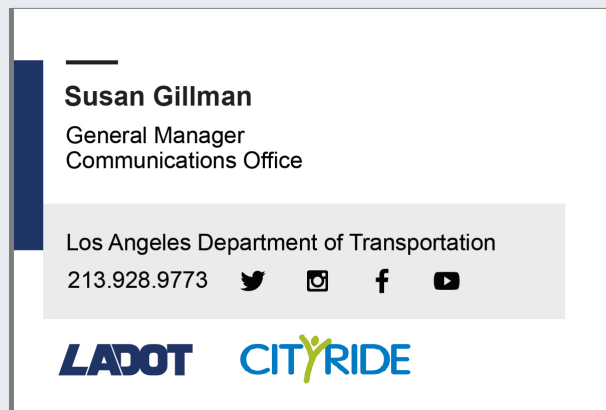 Susan Gillman
General Manager
Communications Office
Los Angeles Department of Transportation
213.928.9773
LADOT CITYRIDE